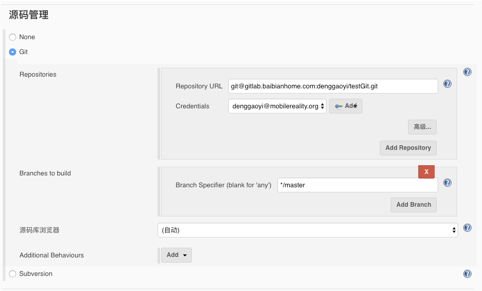 源码管理
None
Git
Repositories
Repository URL git@gitlab.baibianhome.com:denggaoyi/testGit.git
Credentials denggaoyi@mobilereality.org Add
高级...
Add Repository
Branches to build
X
Branch Specifier (blank for 'any') */master
Add Branch
源码库浏览器 (自动)
Additional Behaviours Add
Subversion